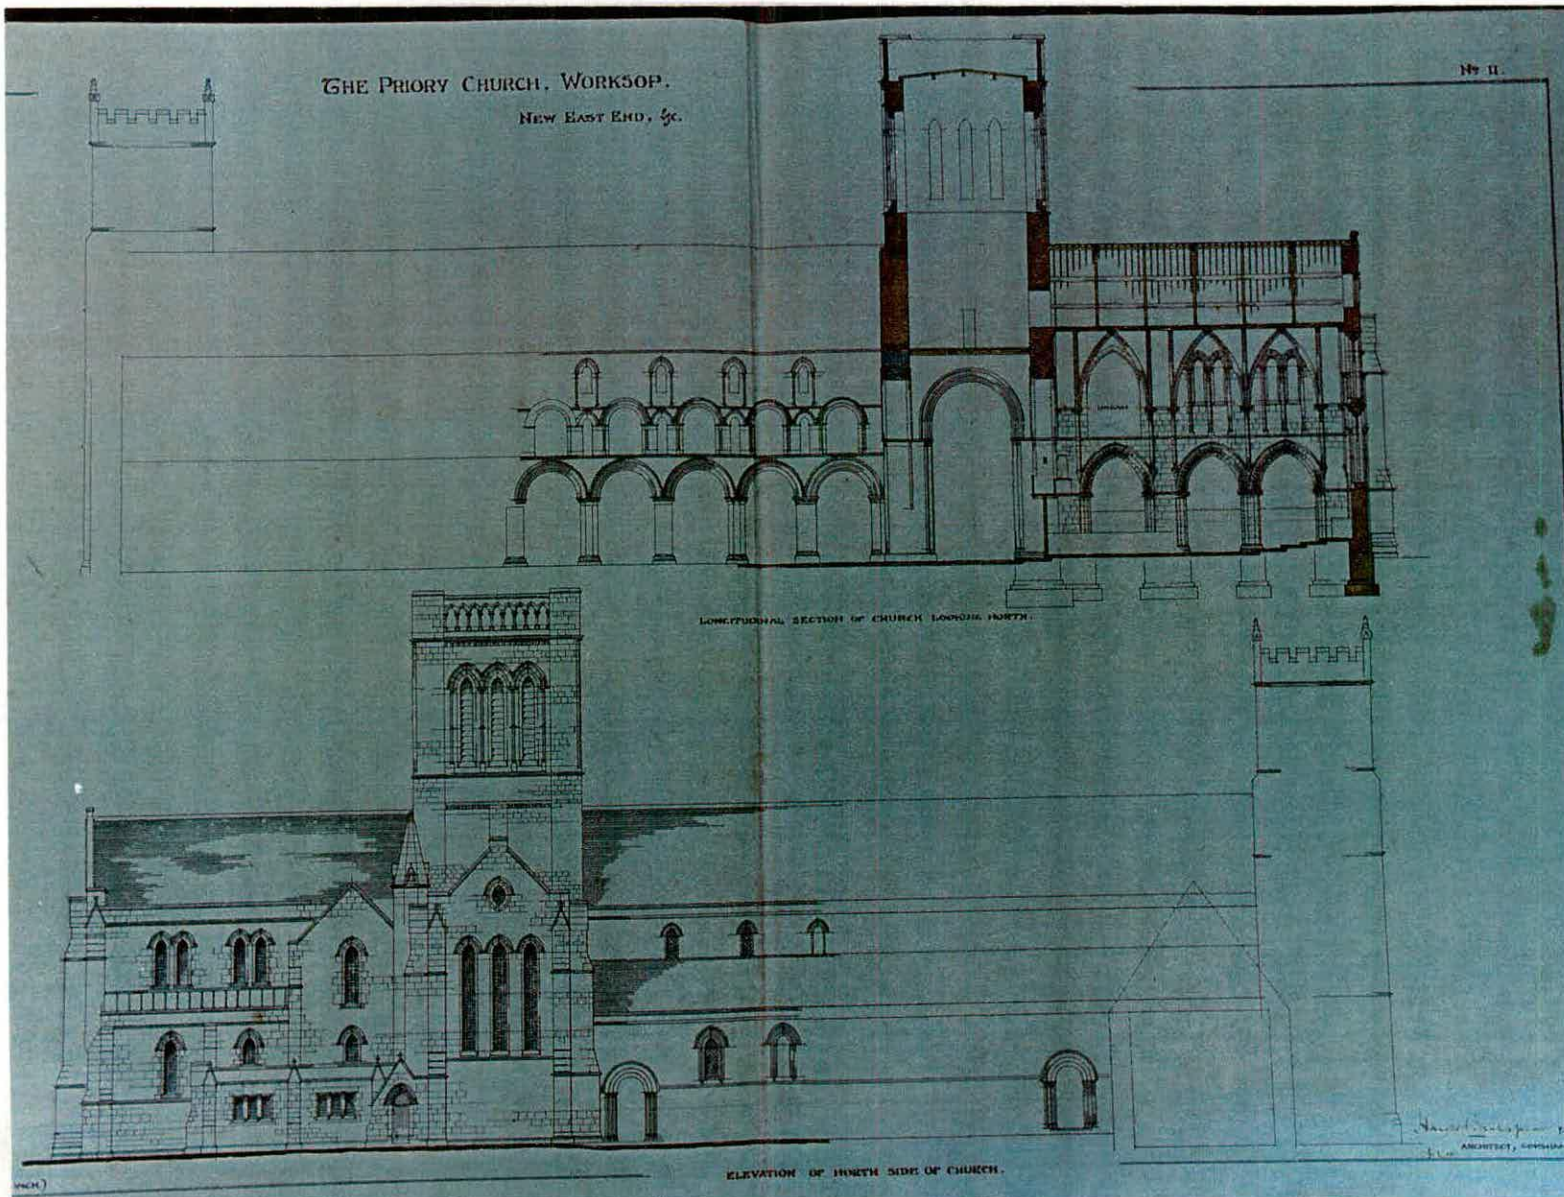 THE PRIORY CHURCH, WORKSOP.
NEW EAST END, &c.
No 11.
LONGITUDINAL SECTION OF CHURCH LOOKING NORTH.
ARCHITECT,
ELEVATION OF NORTH SIDE OF CHURCH.